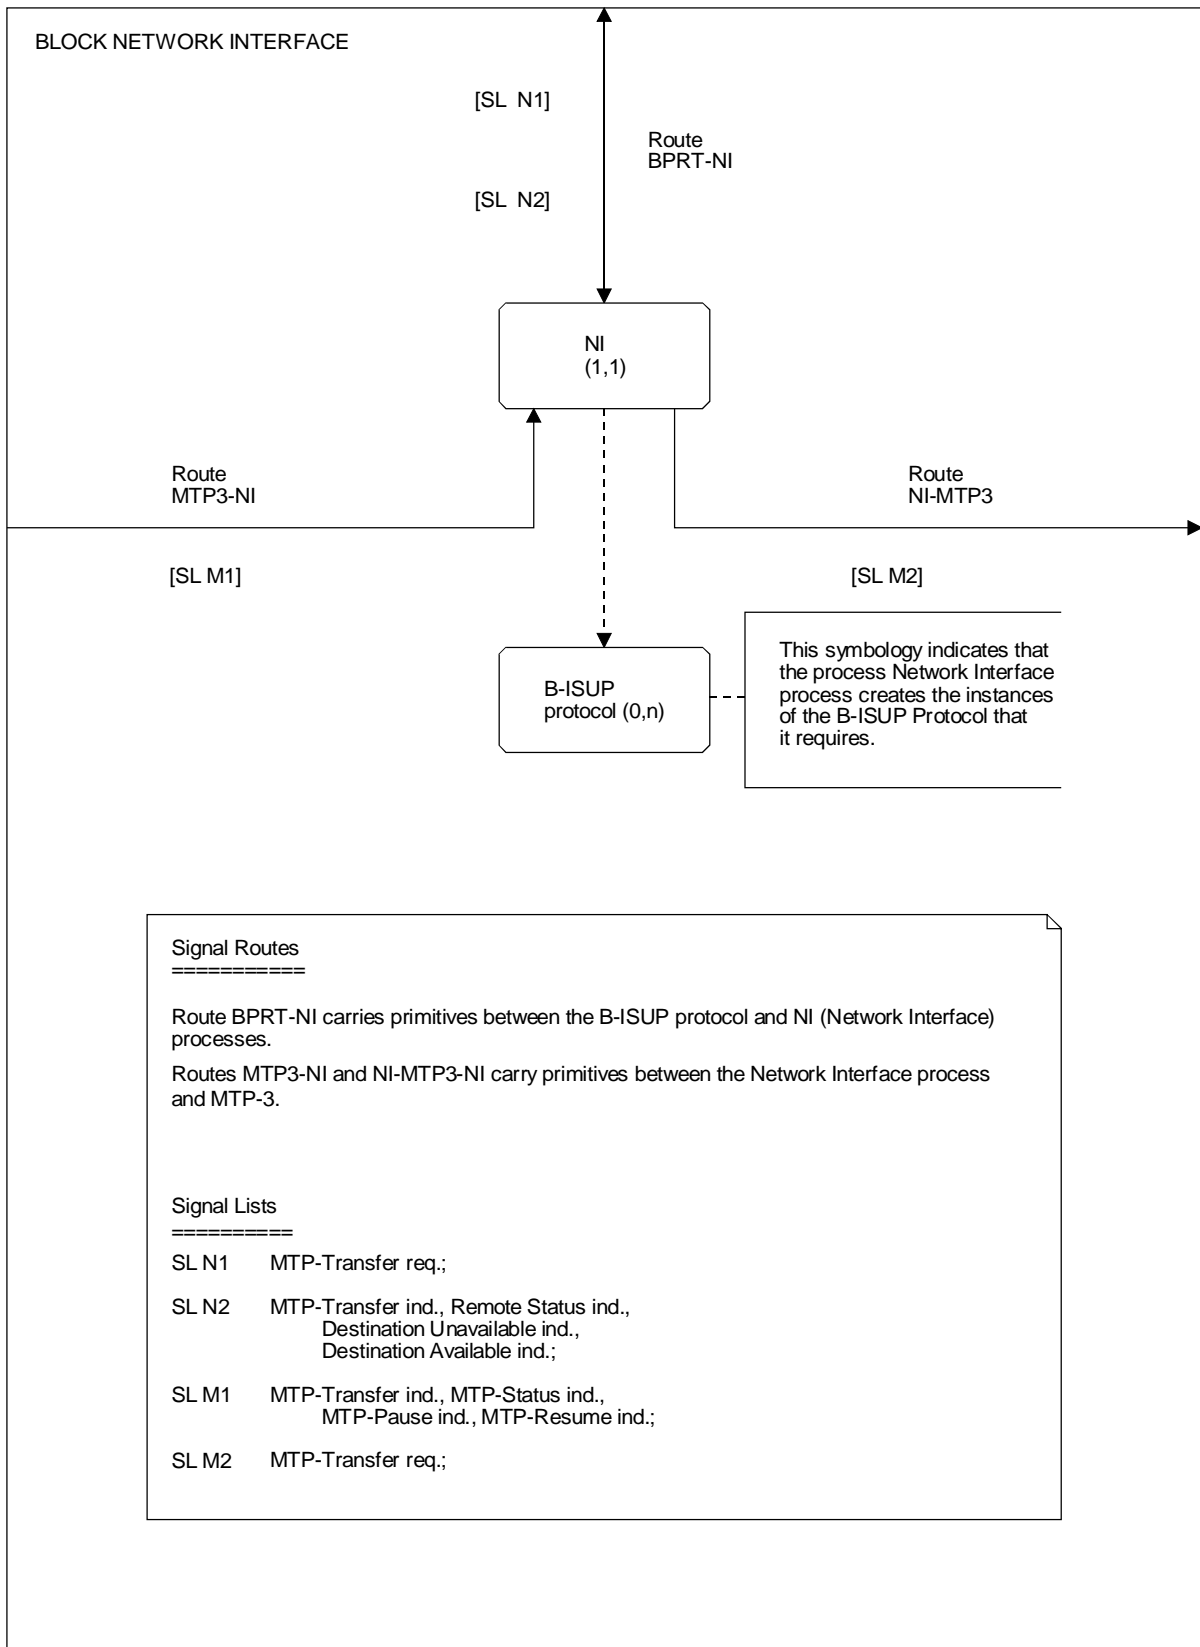 BLOCK NETWORK INTERFACE
[SL N1]
Route
BPRT-NI
[SL N2]
NI
(1,1)
Route
MTP3-NI
Route
NI-MTP3
[SL M1]
[SL M2]
B-ISUP
protocol (0,n)
This symbology indicates that
the process Network Interface
process creates the instances
of the B-ISUP Protocol that
it requires.
Signal Routes
===========
Route BPRT-NI carries primitives between the B-ISUP protocol and NI (Network Interface)
processes.
Routes MTP3-NI and NI-MTP3-NI carry primitives between the Network Interface process
and MTP-3.
Signal Lists
==========
SL N1 MTP-Transfer req.;
SL N2 MTP-Transfer ind., Remote Status ind.,
Destination Unavailable ind.,
Destination Available ind.;
SL M1 MTP-Transfer ind., MTP-Status ind.,
MTP-Pause ind., MTP-Resume ind.;
SL M2 MTP-Transfer req.;